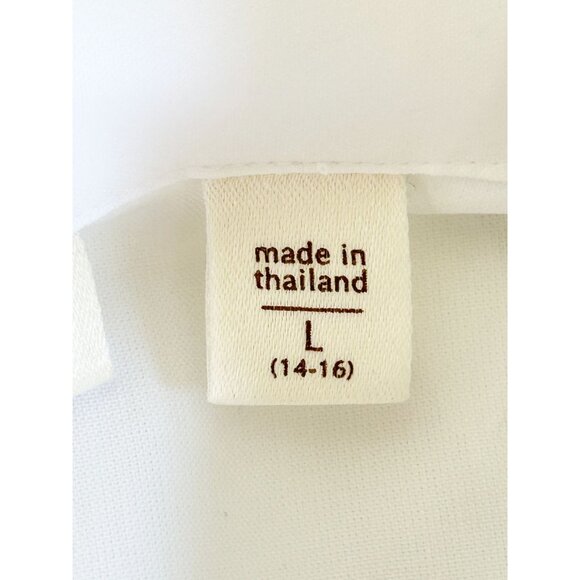 made in
thailand
L
(14-16)